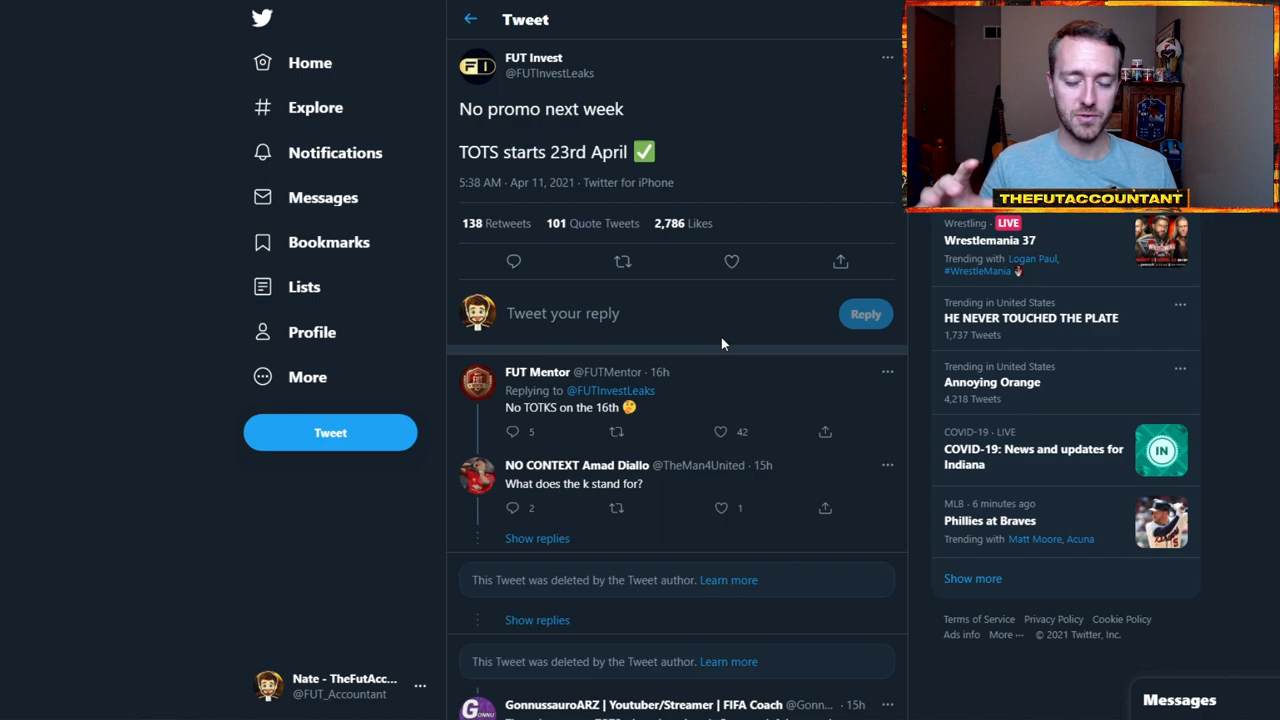 Home
Explore
Notifications
Messages
Bookmarks
Lists
Profile
More
Tweet
Nate - TheFutAcc...
@FUT_Accountant
Tweet
FI
FUT Invest
@FUTInvestLeaks
No promo next week
TOTS starts 23rd April ✅
5:38 AM · Apr 11, 2021 · Twitter for iPhone
138 Retweets 101 Quote Tweets 2,786 Likes
Tweet your reply
Reply
FUT Mentor @FUTMentor · 16h
Replying to @FUTInvestLeaks
No TOTKS on the 16th 🤔
5 42
NO CONTEXT Amad Diallo @TheMan4United · 15h
What does the k stand for?
2 1
Show replies
This Tweet was deleted by the Tweet author. Learn more
Show replies
This Tweet was deleted by the Tweet author. Learn more
GonnussauroARZ | Youtuber/Streamer | FIFA Coach @Gonn... · 15h
THEFUTACCOUNTANT
Wrestling · LIVE
Wrestlemania 37
Trending with Logan Paul,
#WrestleMania
Trending in United States
HE NEVER TOUCHED THE PLATE
1,737 Tweets
Trending in United States
Annoying Orange
4,218 Tweets
COVID-19 · LIVE
COVID-19: News and updates for
Indiana
IN
MLB · 6 minutes ago
Phillies at Braves
Trending with Matt Moore, Acuna
Show more
Terms of Service Privacy Policy Cookie Policy
Ads info More ··· © 2021 Twitter, Inc.
Messages